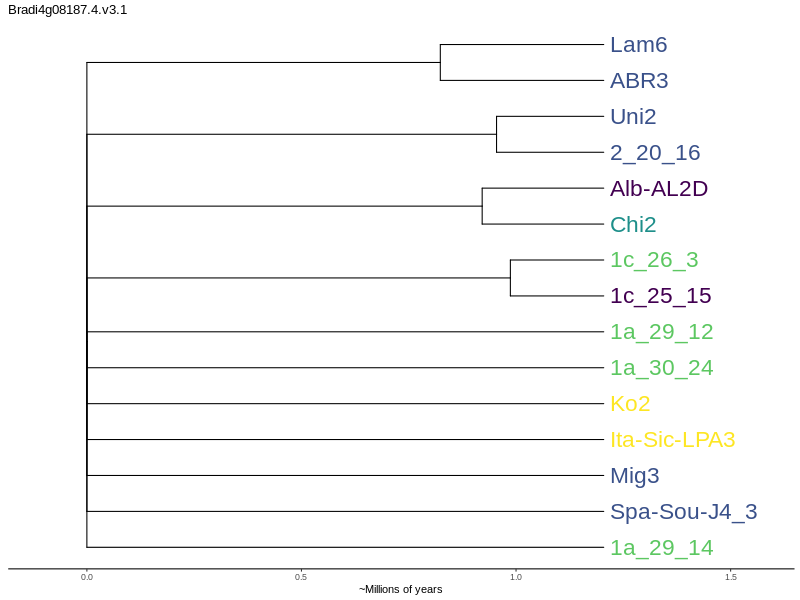 Bradi4g08187.4.v3.1
Lam6
ABR3
Uni2
2_20_16
Alb-AL2D
Chi2
1c_26_3
1c_25_15
1a_29_12
1a_30_24
Ko2
Ita-Sic-LPA3
Mig3
Spa-Sou-J4_3
1a_29_14
0.0 0.5 1.0 1.5
~Millions of years